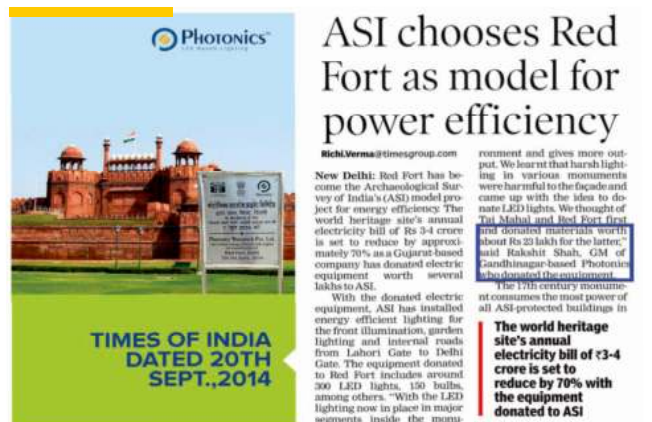 PHOTONICS
LED Based Lighting
TIMES OF INDIA
DATED 20TH
SEPT.,2014
ASI chooses Red
Fort as model for
power efficiency
Richi.Verma@timesgroup.com
New Delhi: Red Fort has be-
come the Archaeological Sur-
vey of India's (ASI) model pro-
ject for energy efficiency. The
world heritage site's annual
electricity bill of Rs 3-4 crore
is set to reduce by approxi-
mately 70% as a Gujarat-based
company has donated electric
equipment worth several
lakhs to ASI.
With the donated electric
equipment, ASI has installed
energy efficient lighting for
the front illumination, garden
lighting and internal roads
from Lahori Gate to Delhi
Gate. The equipment donated
to Red Fort includes around
300 LED lights, 150 bulbs,
among others. "With the LED
lighting now in place in major
segments inside the monu-
ronment and gives more out-
put. We learnt that harsh light-
ing in various monuments
were harmful to the façade and
came up with the idea to do-
nate LED lights. We thought of
Taj Mahal and Red Fort first
and donated materials worth
about Rs 23 lakh for the latter,"
said Rakshit Shah, GM of
Gandhinagar-based Photonics
who donated the equipment.
The 17th century monume-
nt consumes the most power of
all ASI-protected buildings in
The world heritage
site's annual
electricity bill of ₹3-4
crore is set to
reduce by 70% with
the equipment
donated to ASI